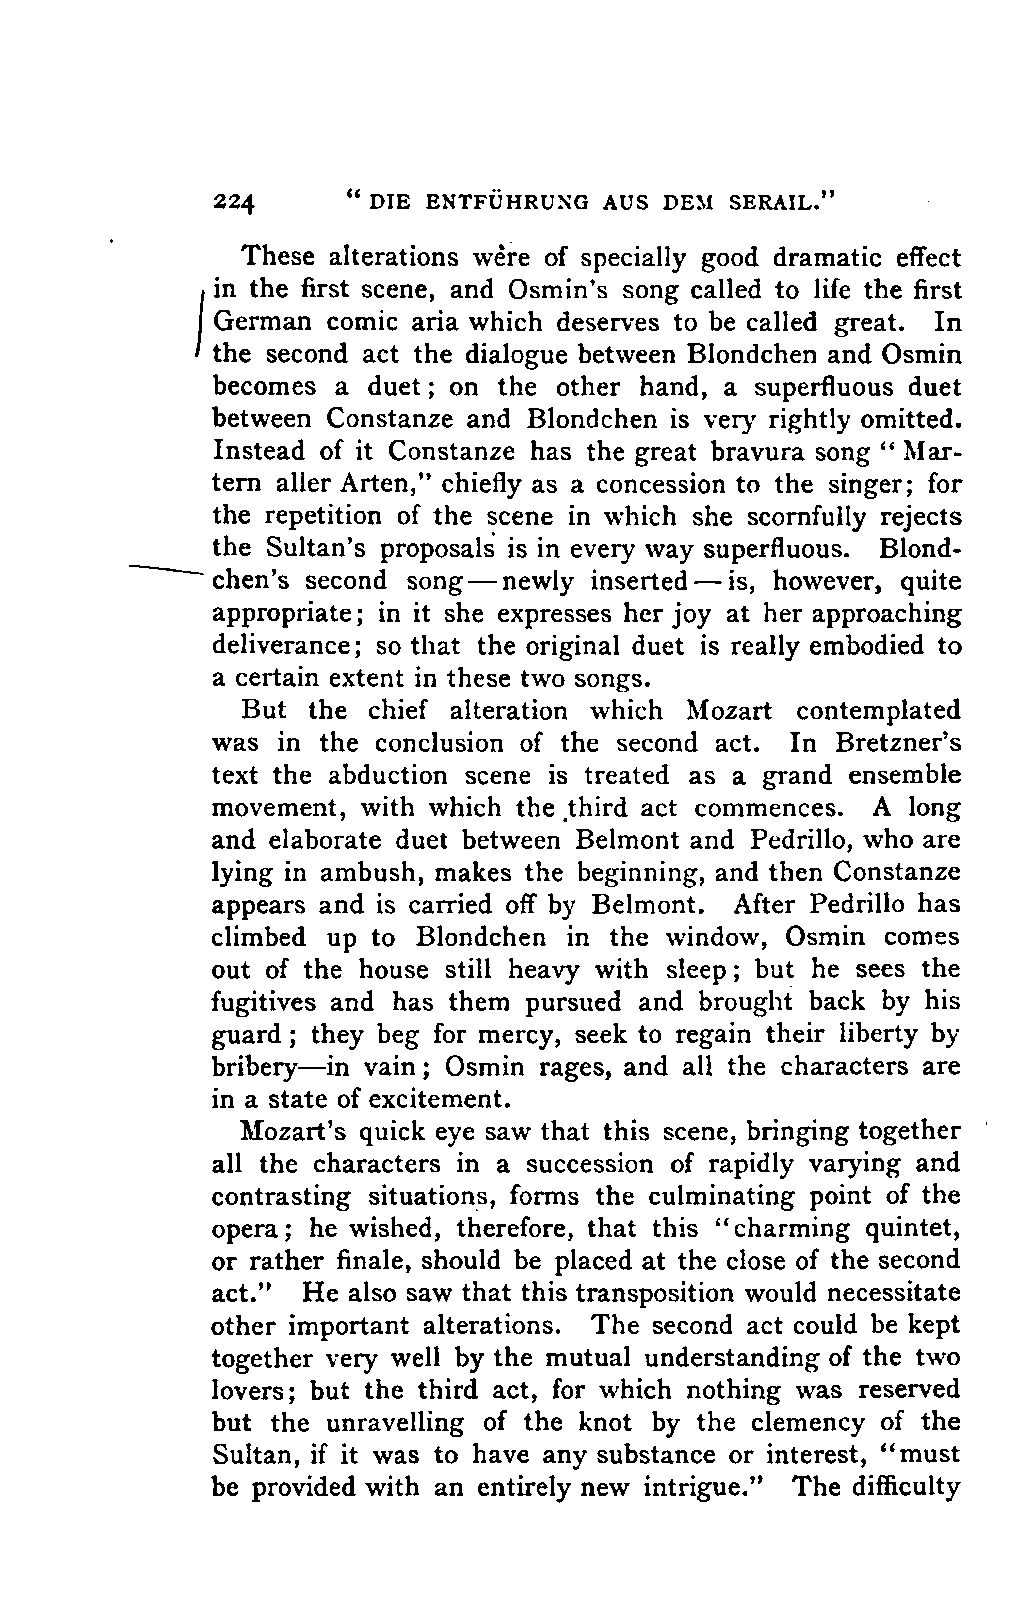 224 “ DIE ENTFÜHRUNG AUS DEM SERAIL.”
These alterations were of specially good dramatic effect
in the first scene, and Osmin’s song called to life the first
German comic aria which deserves to be called great. In
the second act the dialogue between Blondchen and Osmin
becomes a duet; on the other hand, a superfluous duet
between Constanze and Blondchen is very rightly omitted.
Instead of it Constanze has the great bravura song “ Mar-
tern aller Arten,” chiefly as a concession to the singer; for
the repetition of the scene in which she scornfully rejects
the Sultan’s proposals is in every way superfluous. Blond-
chen’s second song—newly inserted—is, however, quite
appropriate; in it she expresses her joy at her approaching
deliverance; so that the original duet is really embodied to
a certain extent in these two songs.
But the chief alteration which Mozart contemplated
was in the conclusion of the second act. In Bretzner’s
text the abduction scene is treated as a grand ensemble
movement, with which the third act commences. A long
and elaborate duet between Belmont and Pedrillo, who are
lying in ambush, makes the beginning, and then Constanze
appears and is carried off by Belmont. After Pedrillo has
climbed up to Blondchen in the window, Osmin comes
out of the house still heavy with sleep; but he sees the
fugitives and has them pursued and brought back by his
guard; they beg for mercy, seek to regain their liberty by
bribery—in vain; Osmin rages, and all the characters are
in a state of excitement.
Mozart’s quick eye saw that this scene, bringing together
all the characters in a succession of rapidly varying and
contrasting situations, forms the culminating point of the
opera; he wished, therefore, that this “charming quintet,
or rather finale, should be placed at the close of the second
act.” He also saw that this transposition would necessitate
other important alterations. The second act could be kept
together very well by the mutual understanding of the two
lovers; but the third act, for which nothing was reserved
but the unravelling of the knot by the clemency of the
Sultan, if it was to have any substance or interest, “must
be provided with an entirely new intrigue.” The difficulty